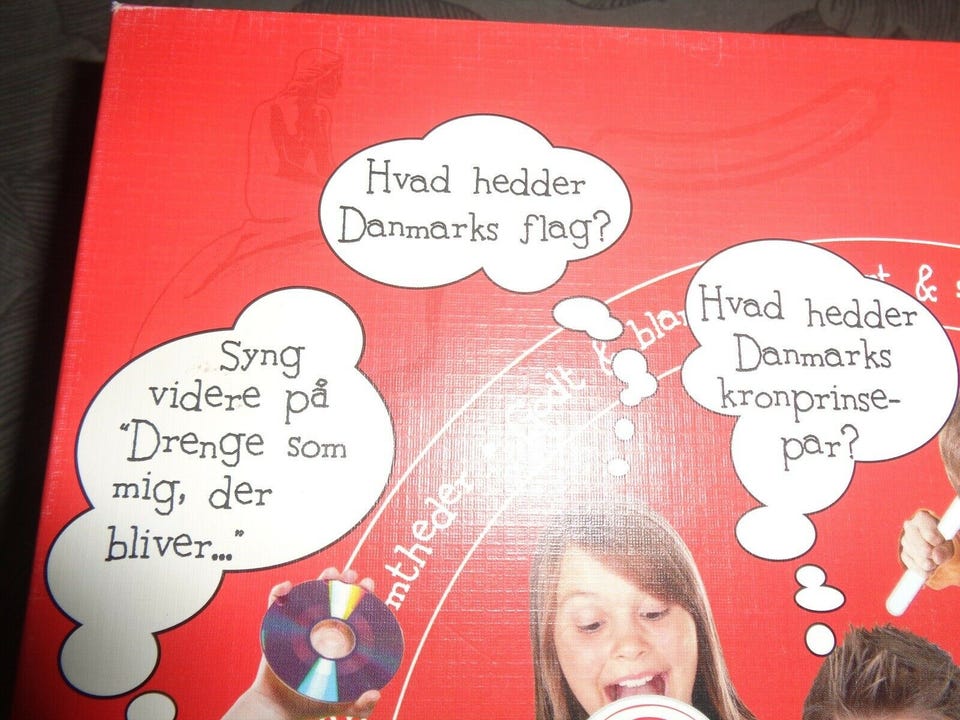 Hvad hedder
Danmarks flag?
Hvad hedder
Danmarks
kronprinse-
par?
Syng
videre på
"Drenge som
mig, der
bliver..."
&
&